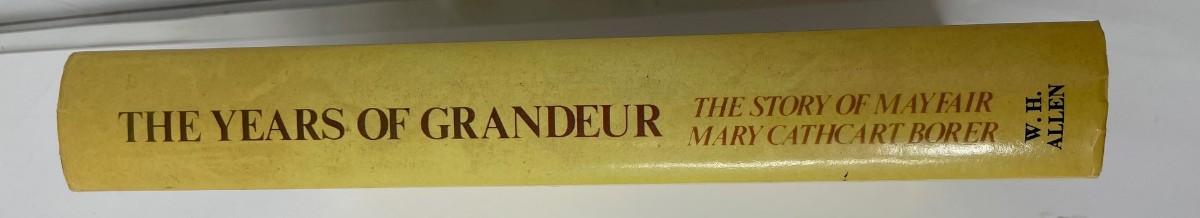 THE YEARS OF GRANDEUR
THE STORY OF MAYFAIR
MARY CATHCART BORER
W. H.
ALLEN